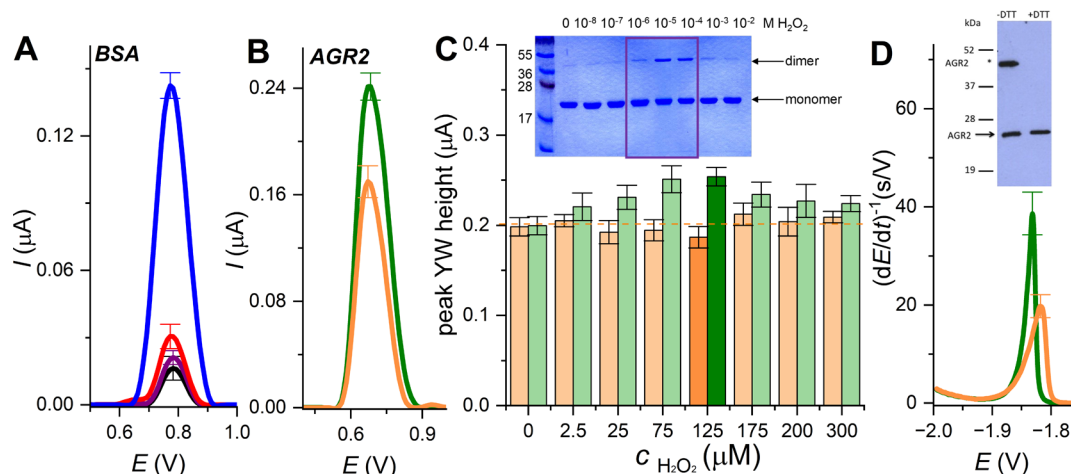 A
BSA
0.12
0.06
0.00
I (μA)
0.6 0.8 1.0
E (V)
B
AGR2
0.24
0.16
0.08
0.00
I (μA)
0.6 0.9
E (V)
C
0 10⁻⁸ 10⁻⁷ 10⁻⁶ 10⁻⁵ 10⁻⁴ 10⁻³ 10⁻² M H₂O₂
55
36
28
17
dimer
monomer
0.4
0.3
0.2
0.1
0.0
peak YW height (μA)
0 2.5 25 75 125 175 200 300
c H₂O₂ (μM)
D
-DTT +DTT
kDa
52
AGR2 *
37
28
AGR2
19
60
40
20
0
(dE/dt)⁻¹(s/V)
-2.0 -1.9 -1.8
E (V)